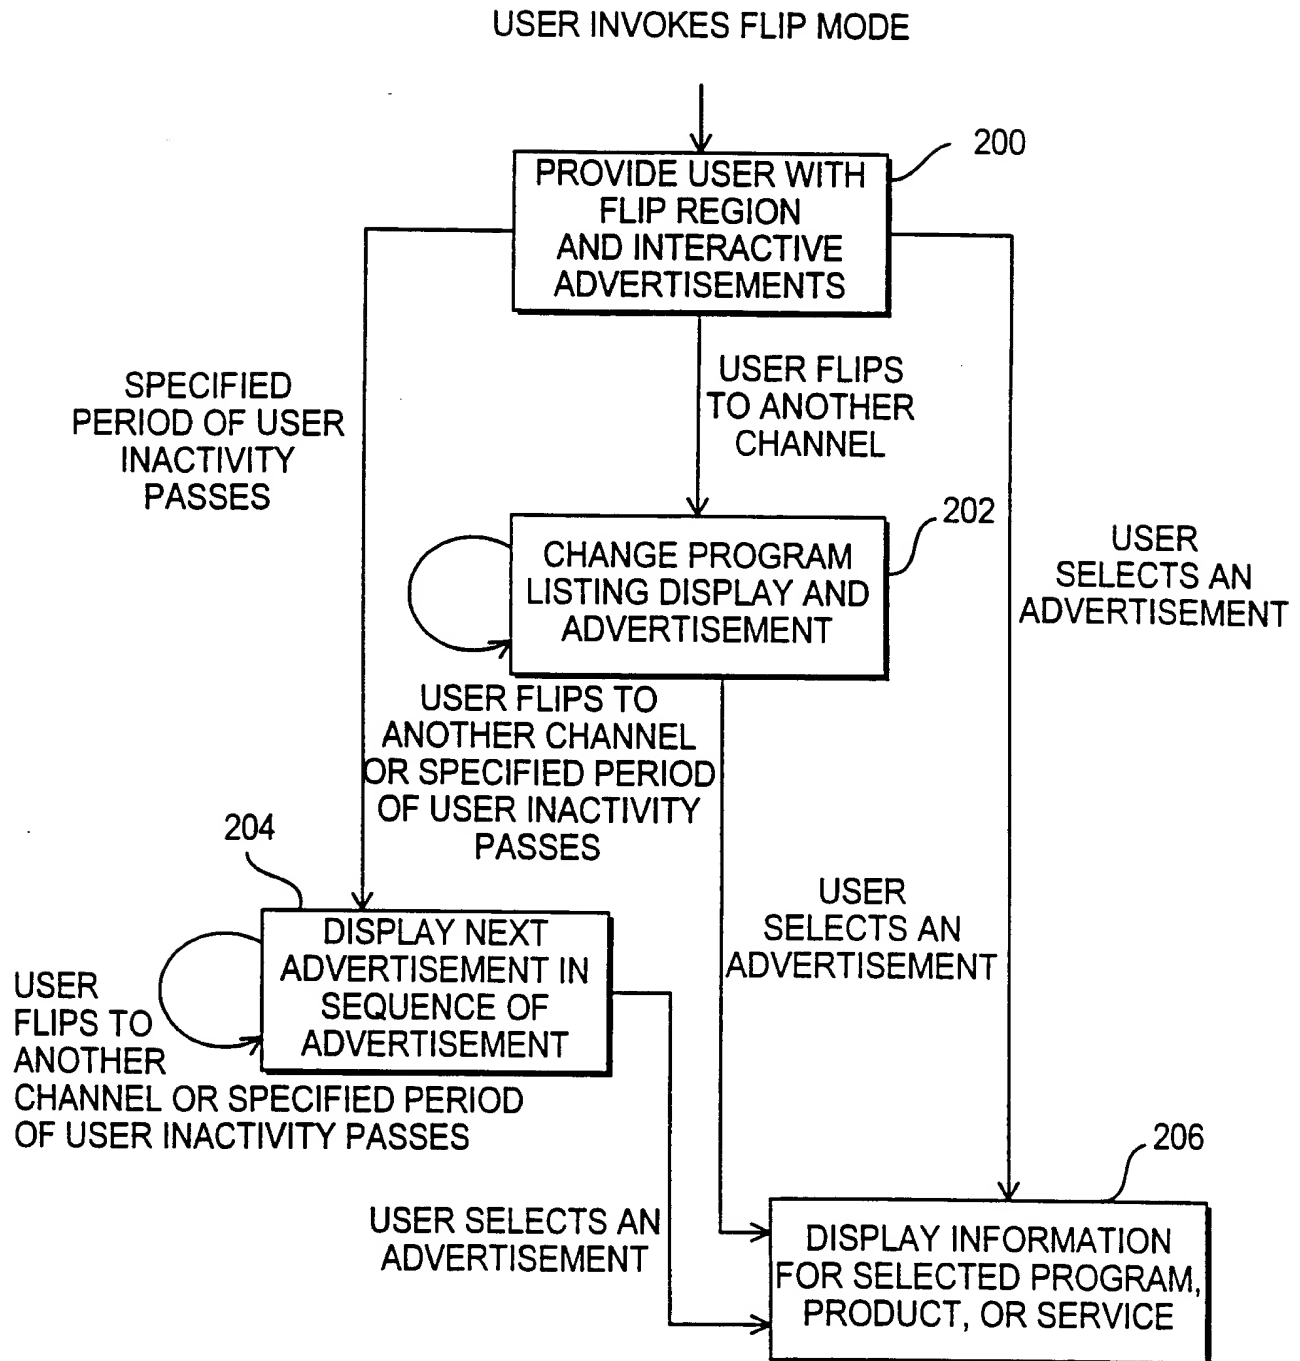 USER INVOKES FLIP MODE
200
PROVIDE USER WITH
FLIP REGION
AND INTERACTIVE
ADVERTISEMENTS
SPECIFIED
PERIOD OF USER
INACTIVITY
PASSES
USER FLIPS
TO ANOTHER
CHANNEL
202
CHANGE PROGRAM
LISTING DISPLAY AND
ADVERTISEMENT
USER
SELECTS AN
ADVERTISEMENT
USER FLIPS TO
ANOTHER CHANNEL
OR SPECIFIED PERIOD
OF USER INACTIVITY
PASSES
204
DISPLAY NEXT
ADVERTISEMENT IN
SEQUENCE OF
ADVERTISEMENT
USER
SELECTS AN
ADVERTISEMENT
USER
FLIPS TO
ANOTHER
CHANNEL OR SPECIFIED PERIOD
OF USER INACTIVITY PASSES
USER SELECTS AN
ADVERTISEMENT
206
DISPLAY INFORMATION
FOR SELECTED PROGRAM,
PRODUCT, OR SERVICE